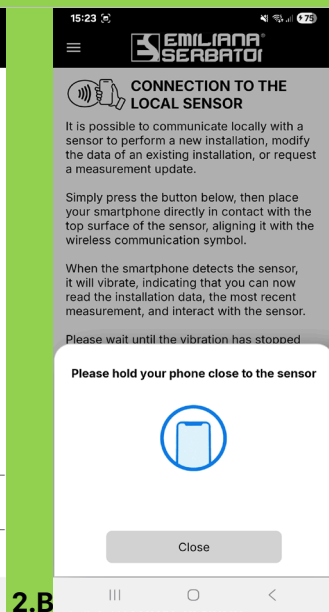 15:23
75
EMILIANA®
SERBATOI
CONNECTION TO THE
LOCAL SENSOR
It is possible to communicate locally with a
sensor to perform a new installation, modify
the data of an existing installation, or request
a measurement update.
Simply press the button below, then place
your smartphone directly in contact with the
top surface of the sensor, aligning it with the
wireless communication symbol.
When the smartphone detects the sensor,
it will vibrate, indicating that you can now
read the installation data, the most recent
measurement, and interact with the sensor.
Please wait until the vibration has stopped
Please hold your phone close to the sensor
Close
2.B